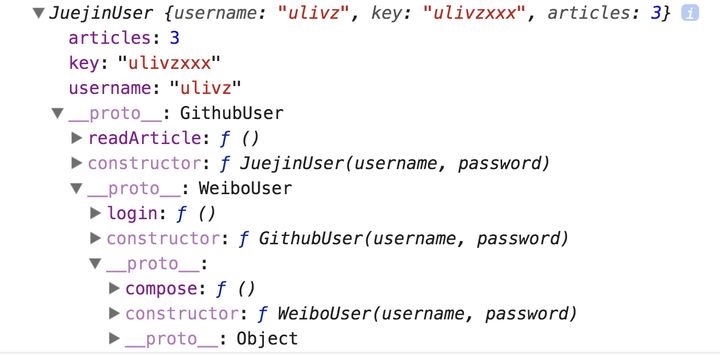 JuejinUser {username: "ulivz", key: "ulivzxxx", articles: 3} i
articles: 3
key: "ulivzxxx"
username: "ulivz"
__proto__: GithubUser
readArticle: ƒ ()
constructor: ƒ JuejinUser(username, password)
__proto__: WeiboUser
login: ƒ ()
constructor: ƒ GithubUser(username, password)
__proto__:
compose: ƒ ()
constructor: ƒ WeiboUser(username, password)
__proto__: Object